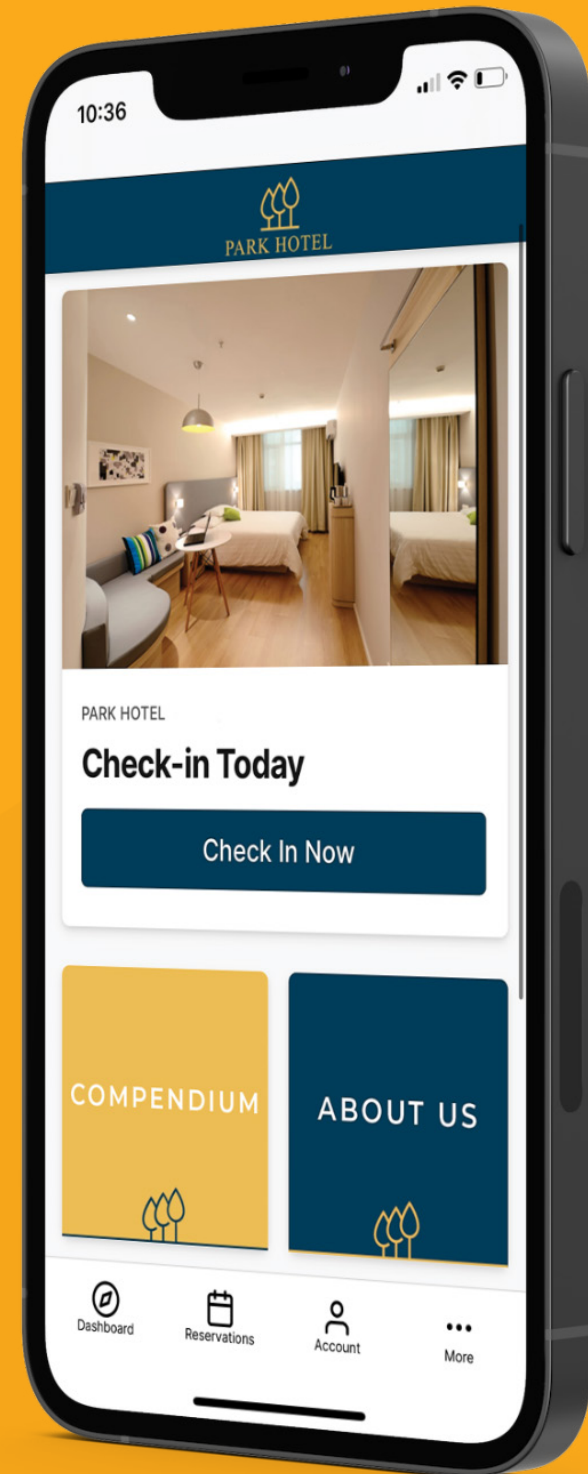 10:36
PARK HOTEL
PARK HOTEL
Check-in Today
Check In Now
COMPENDIUM
ABOUT US
Dashboard
Reservations
Account
More